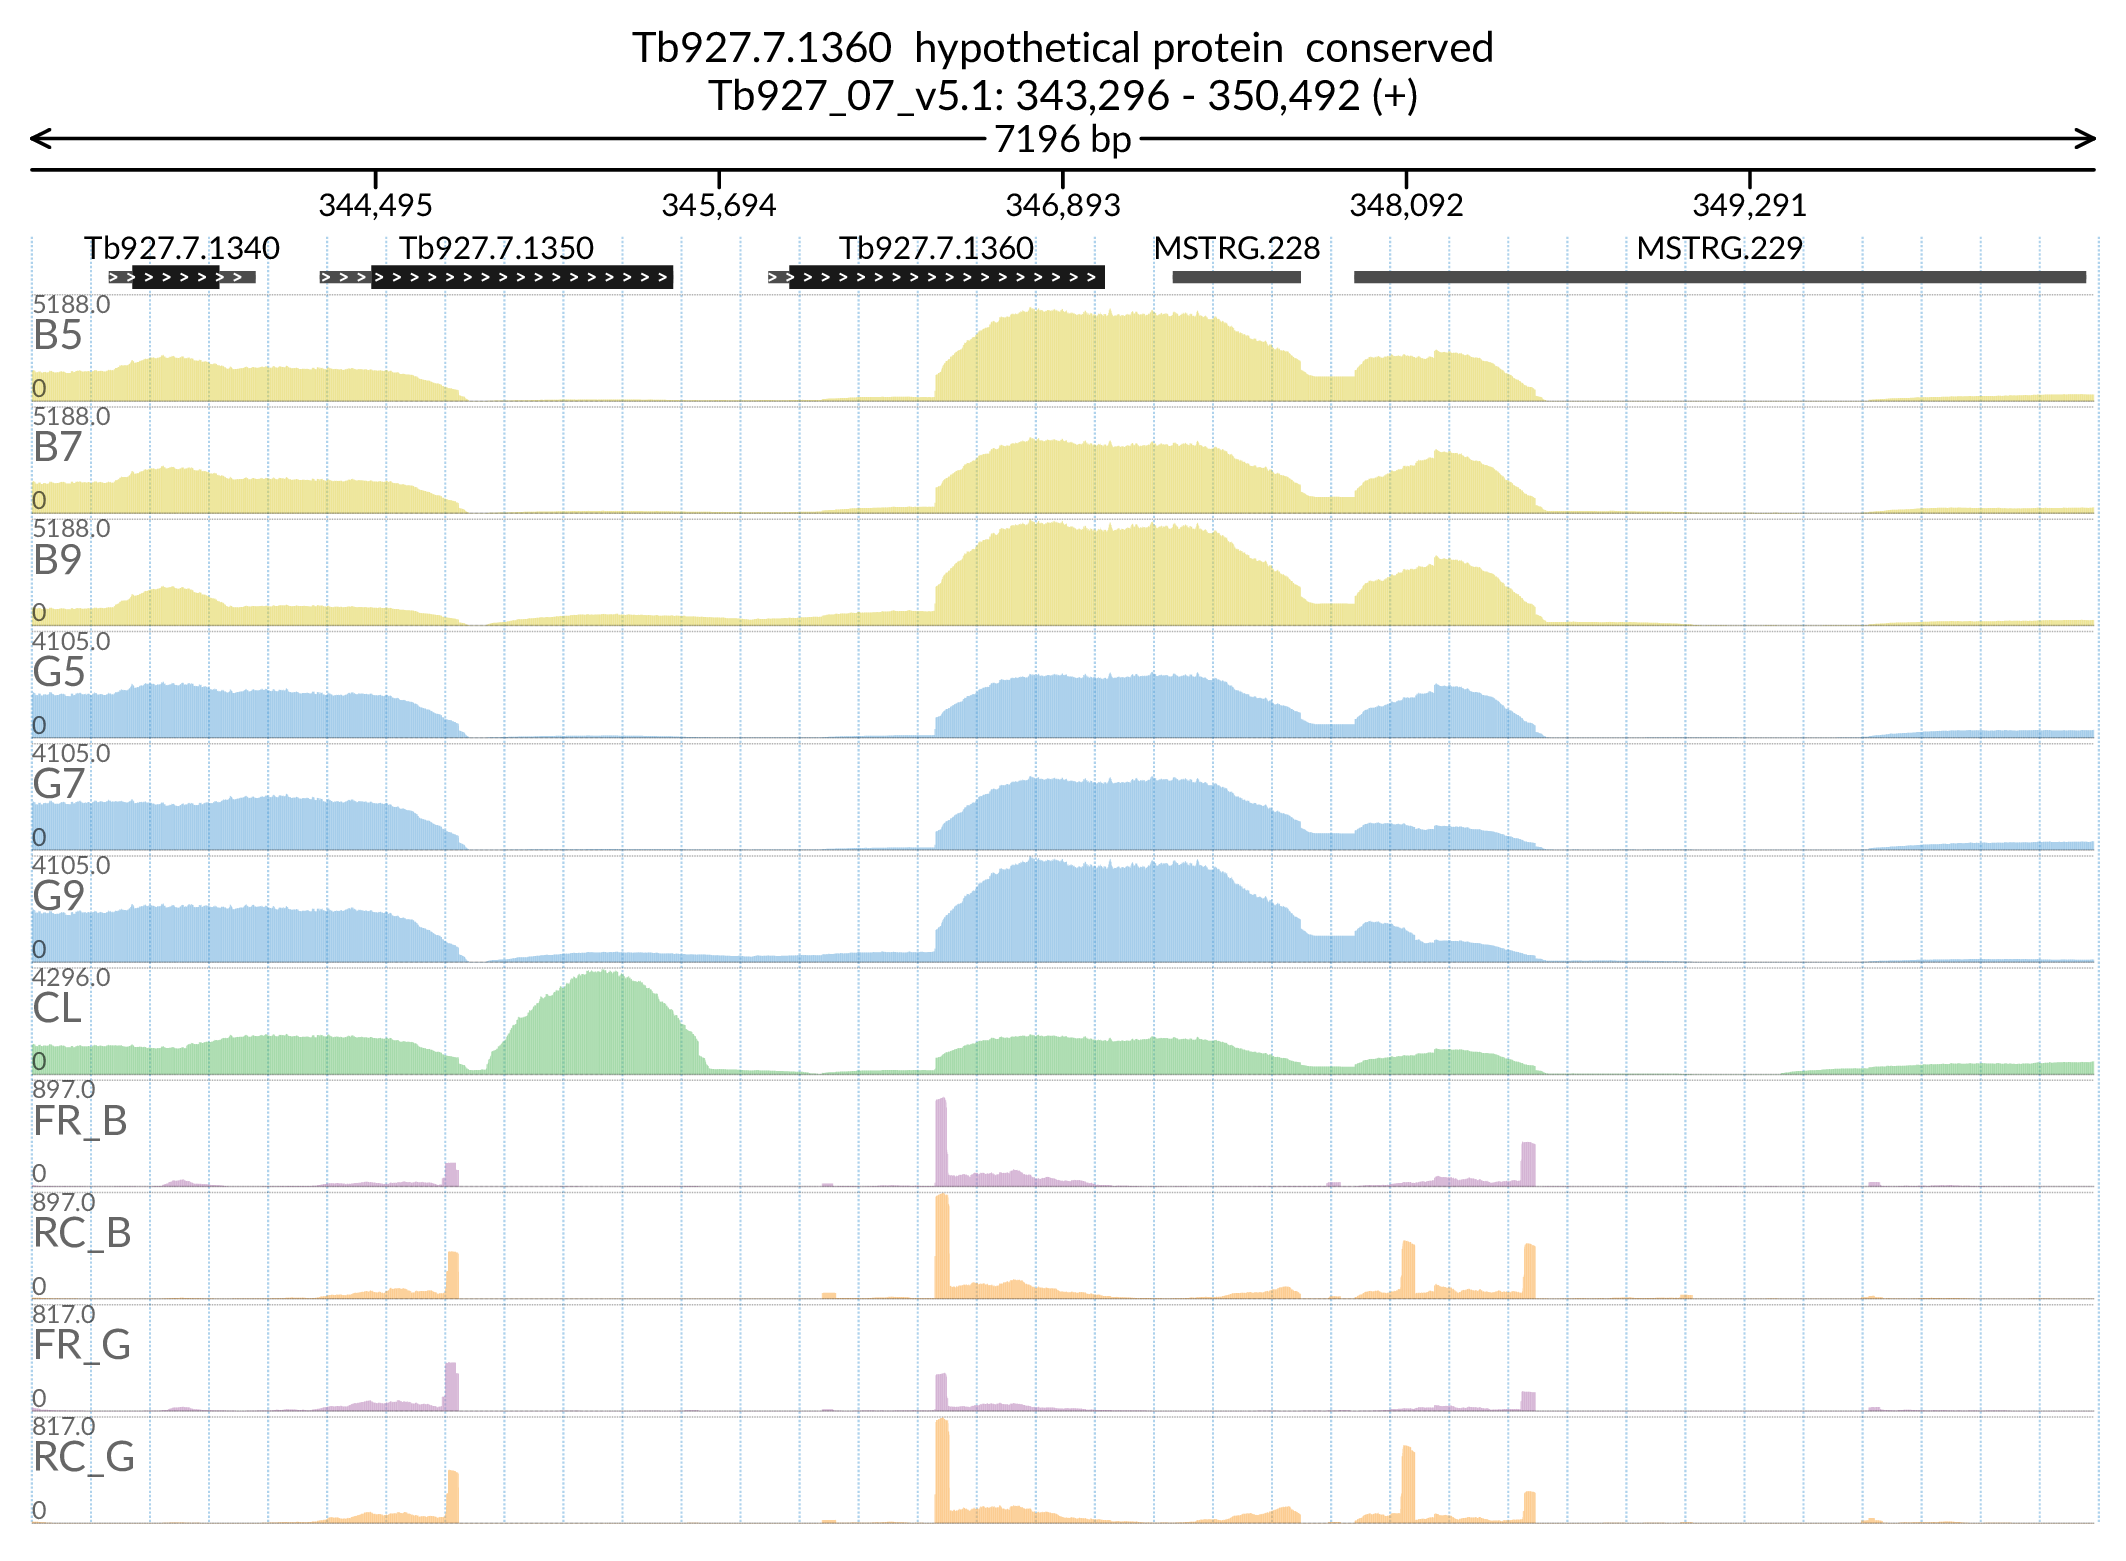 Tb927.7.1360 hypothetical protein conserved
Tb927_07_v5.1: 343,296 - 350,492 (+)
7196 bp
344,495 345,694 346,893 348,092 349,291
Tb927.7.1340 Tb927.7.1350 Tb927.7.1360 MSTRG.228 MSTRG.229
5188.0
B5
0
5188.0
B7
0
5188.0
B9
0
4105.0
G5
0
4105.0
G7
0
4105.0
G9
0
4296.0
CL
0
897.0
FR_B
0
897.0
RC_B
0
817.0
FR_G
0
817.0
RC_G
0